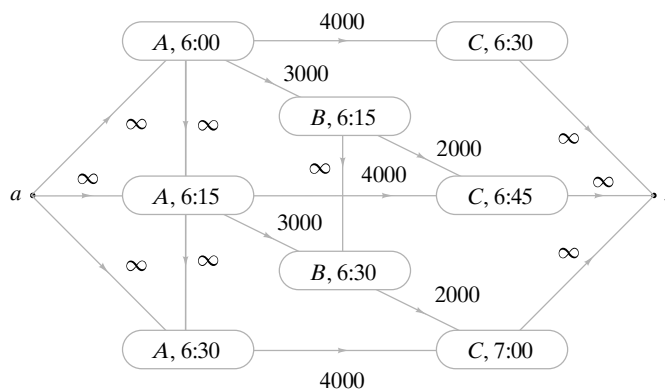 4000
A, 6:00
C, 6:30
3000
B, 6:15
∞
∞
∞
2000
∞
∞
4000
∞
a
A, 6:15
C, 6:45
3000
∞
∞
B, 6:30
∞
2000
A, 6:30
C, 7:00
4000